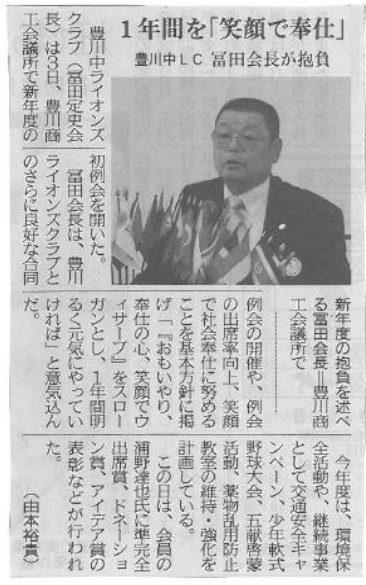 １年間を「笑顔で奉仕」
豊川中ＬＣ 冨田会長が抱負
豊川中ライオンズ
クラブ（冨田定史会
長）は３日、豊川商
工会議所で新年度の
初例会を開いた。
冨田会長は、豊川
ライオンズクラブと
のさらに良好な合同
新年度の抱負を述べ
る冨田会長＝豊川商
工会議所で
例会の開催や、例会
の出席率向上、笑顔
で社会奉仕に努める
ことを基本方針に掲
げ「『おもいやり、
奉仕の心、笑顔でウ
ィサーブ』をスロー
ガンとし、１年間明
るく元気にやってい
ければ」と意気込ん
だ。
今年度は、環境保
全活動や、継続事業
として交通安全キャ
ンペーン、少年軟式
野球大会、五献啓蒙
活動、薬物乱用防止
教室の維持・強化を
計画している。
この日は、会員の
浦野達也氏に準完全
出席賞、ドネーショ
ン賞、アイデア賞の
表彰などが行われ
た。
（由本裕貴）